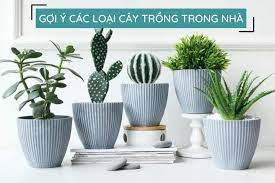 GỢI Ý CÁC LOẠI CÂY TRỒNG TRONG NHÀ